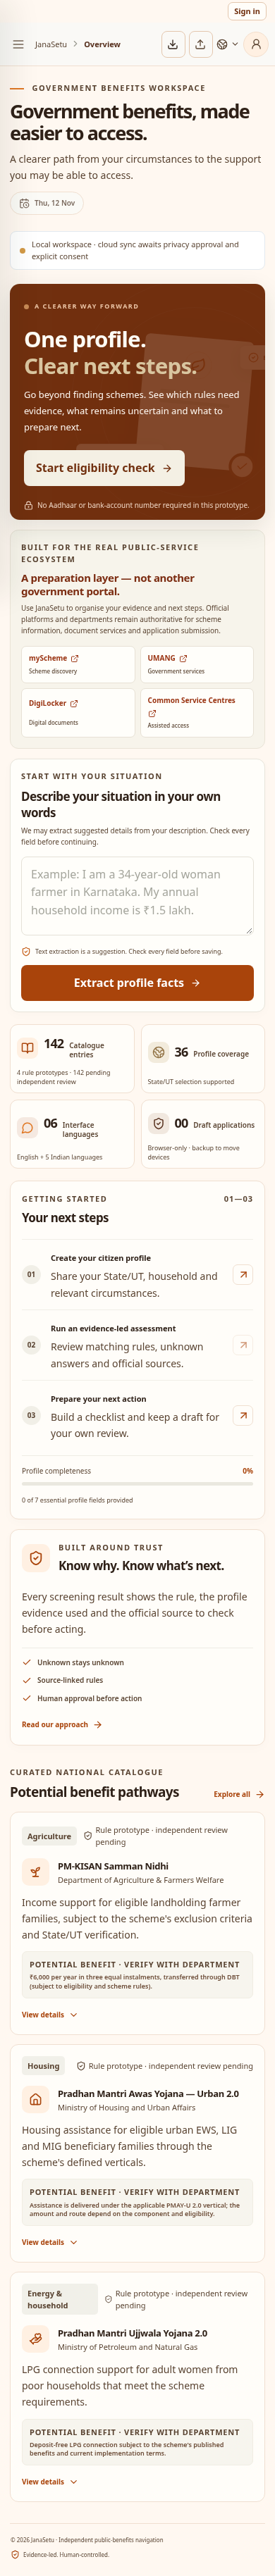 Sign in
JanaSetu > Overview
GOVERNMENT BENEFITS WORKSPACE
Government benefits, made
easier to access.
A clear path from your circumstances to the support
you may be able to access.
Thu, 12 Nov
Local workspace · cloud sync awaits privacy approval and
explicit consent
A CLEARER WAY FORWARD
One profile.
Clear next steps.
Go beyond finding schemes. See which rules need
evidence, what remains uncertain and what to
prepare next.
Start eligibility check
No Aadhaar or bank-account number required in this prototype.
BUILT FOR THE REAL PUBLIC-SERVICE
ECOSYSTEM
A preparation layer — not another
government portal.
Use JanaSetu to organise your evidence and next steps. Official
platforms and departments remain authoritative for scheme
information, document services and application submission.
myScheme
Scheme discovery
UMANG
Government services
DigiLocker
Digital documents
Common Service Centres
Assisted access
START WITH YOUR SITUATION
Describe your situation in your own
words
We may extract suggested details from your description. Check every
field before continuing.
Example: I am a 34-year-old woman
farmer in Karnataka. My annual
household income is ₹1.5 lakh.
Text extraction is a suggestion. Check every field before saving.
Extract profile facts
142 Catalogue
entries
4 rule prototypes · 142 pending
independent review
36 Profile coverage
State/UT selection supported
06 Interface
languages
English + 5 Indian languages
00 Draft applications
Browser-only · backup to move
devices
GETTING STARTED
01—03
Your next steps
Create your citizen profile
01
Share your State/UT, household and
relevant circumstances.
Run an evidence-led assessment
02
Review matching rules, unknown
answers and official sources.
Prepare your next action
03
Build a checklist and keep a draft for
your own review.
Profile completeness
0%
0 of 7 essential profile fields provided
BUILT AROUND TRUST
Know why. Know what's next.
Every screening result shows the rule, the profile
evidence used and the official source to check
before acting.
Unknown stays unknown
Source-linked rules
Human approval before action
Read our approach
CURATED NATIONAL CATALOGUE
Potential benefit pathways
Explore all
Agriculture
Rule prototype · independent review
pending
PM-KISAN Samman Nidhi
Department of Agriculture & Farmers Welfare
Income support for eligible landholding farmer
families, subject to the scheme's exclusion criteria
and State/UT verification.
POTENTIAL BENEFIT · VERIFY WITH DEPARTMENT
₹6,000 per year in three equal instalments, transferred through DBT
(subject to eligibility and scheme rules).
View details
Housing
Rule prototype · independent review pending
Pradhan Mantri Awas Yojana — Urban 2.0
Ministry of Housing and Urban Affairs
Housing assistance for eligible urban EWS, LIG
and MIG beneficiary families through the
scheme's defined verticals.
POTENTIAL BENEFIT · VERIFY WITH DEPARTMENT
Assistance is delivered under the applicable PMAY-U 2.0 vertical; the
amount and route depend on the component and eligibility.
View details
Energy &
household
Rule prototype · independent review
pending
Pradhan Mantri Ujjwala Yojana 2.0
Ministry of Petroleum and Natural Gas
LPG connection support for adult women from
poor households that meet the scheme
requirements.
POTENTIAL BENEFIT · VERIFY WITH DEPARTMENT
Deposit-free LPG connection subject to the scheme's published
benefits and current implementation terms.
View details
© 2026 JanaSetu · Independent public-benefits navigation
Evidence-led. Human-controlled.